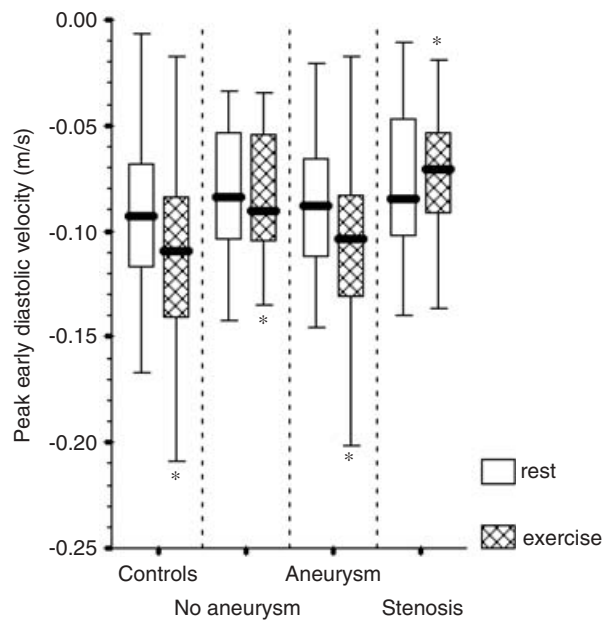 Peak early diastolic velocity (m/s)
0.00
-0.05
-0.10
-0.15
-0.20
-0.25
*
*
*
*
rest
exercise
Controls
Aneurysm
No aneurysm
Stenosis